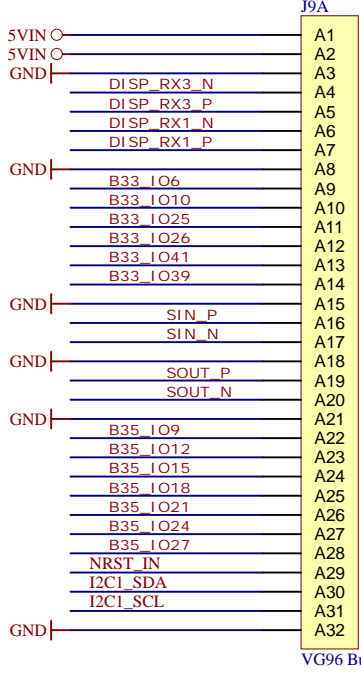 J9A
5VIN A1
5VIN A2
GND A3
DISP_RX3_N A4
DISP_RX3_P A5
DISP_RX1_N A6
DISP_RX1_P A7
GND A8
B33_IO6 A9
B33_IO10 A10
B33_IO25 A11
B33_IO26 A12
B33_IO41 A13
B33_IO39 A14
GND A15
SIN_P A16
SIN_N A17
GND A18
SOUT_P A19
SOUT_N A20
GND A21
B35_IO9 A22
B35_IO12 A23
B35_IO15 A24
B35_IO18 A25
B35_IO21 A26
B35_IO24 A27
B35_IO27 A28
NRST_IN A29
I2C1_SDA A30
I2C1_SCL A31
GND A32
VG96